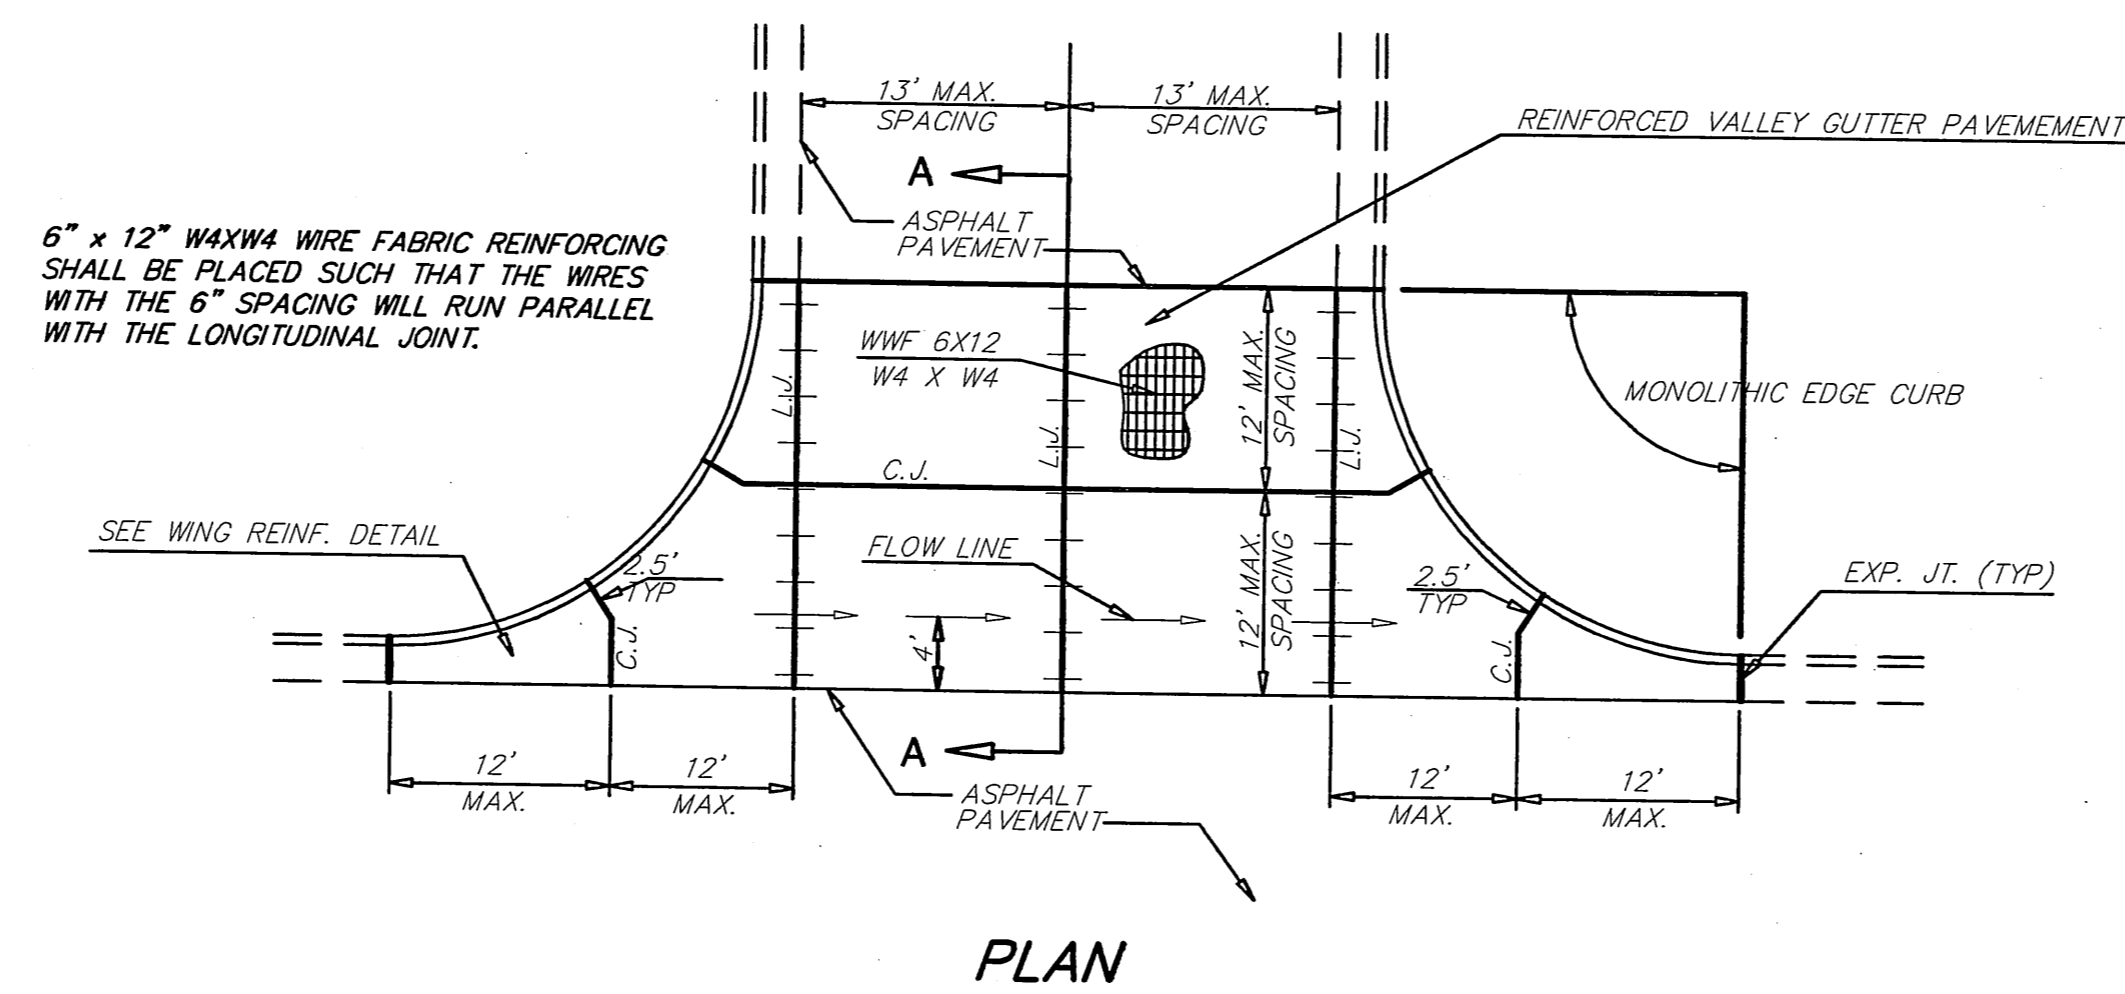 13' MAX.
SPACING
13' MAX.
SPACING
REINFORCED VALLEY GUTTER PAVEMEMENT
A
ASPHALT
PAVEMENT
6" x 12" W4XW4 WIRE FABRIC REINFORCING
SHALL BE PLACED SUCH THAT THE WIRES
WITH THE 6" SPACING WILL RUN PARALLEL
WITH THE LONGITUDINAL JOINT.
WWF 6X12
W4 X W4
12' MAX.
SPACING
MONOLITHIC EDGE CURB
L.J.
L.J.
L.J.
C.J.
SEE WING REINF. DETAIL
2.5'
TYP
FLOW LINE
12' MAX.
SPACING
2.5'
TYP
EXP. JT. (TYP)
C.J.
4'
C.J.
A
12'
MAX.
12'
MAX.
ASPHALT
PAVEMENT
12'
MAX.
12'
MAX.
PLAN